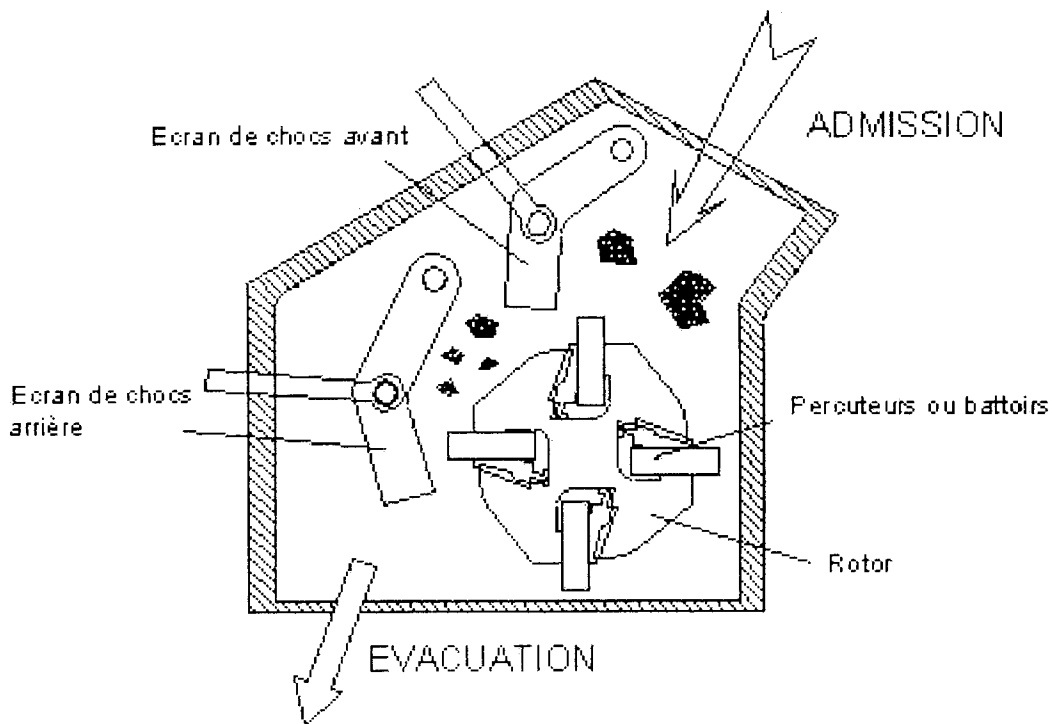 Ecran de chocs avant
ADMISSION
Ecran de chocs
arrière
Percuteurs ou battoirs
Rotor
EVACUATION